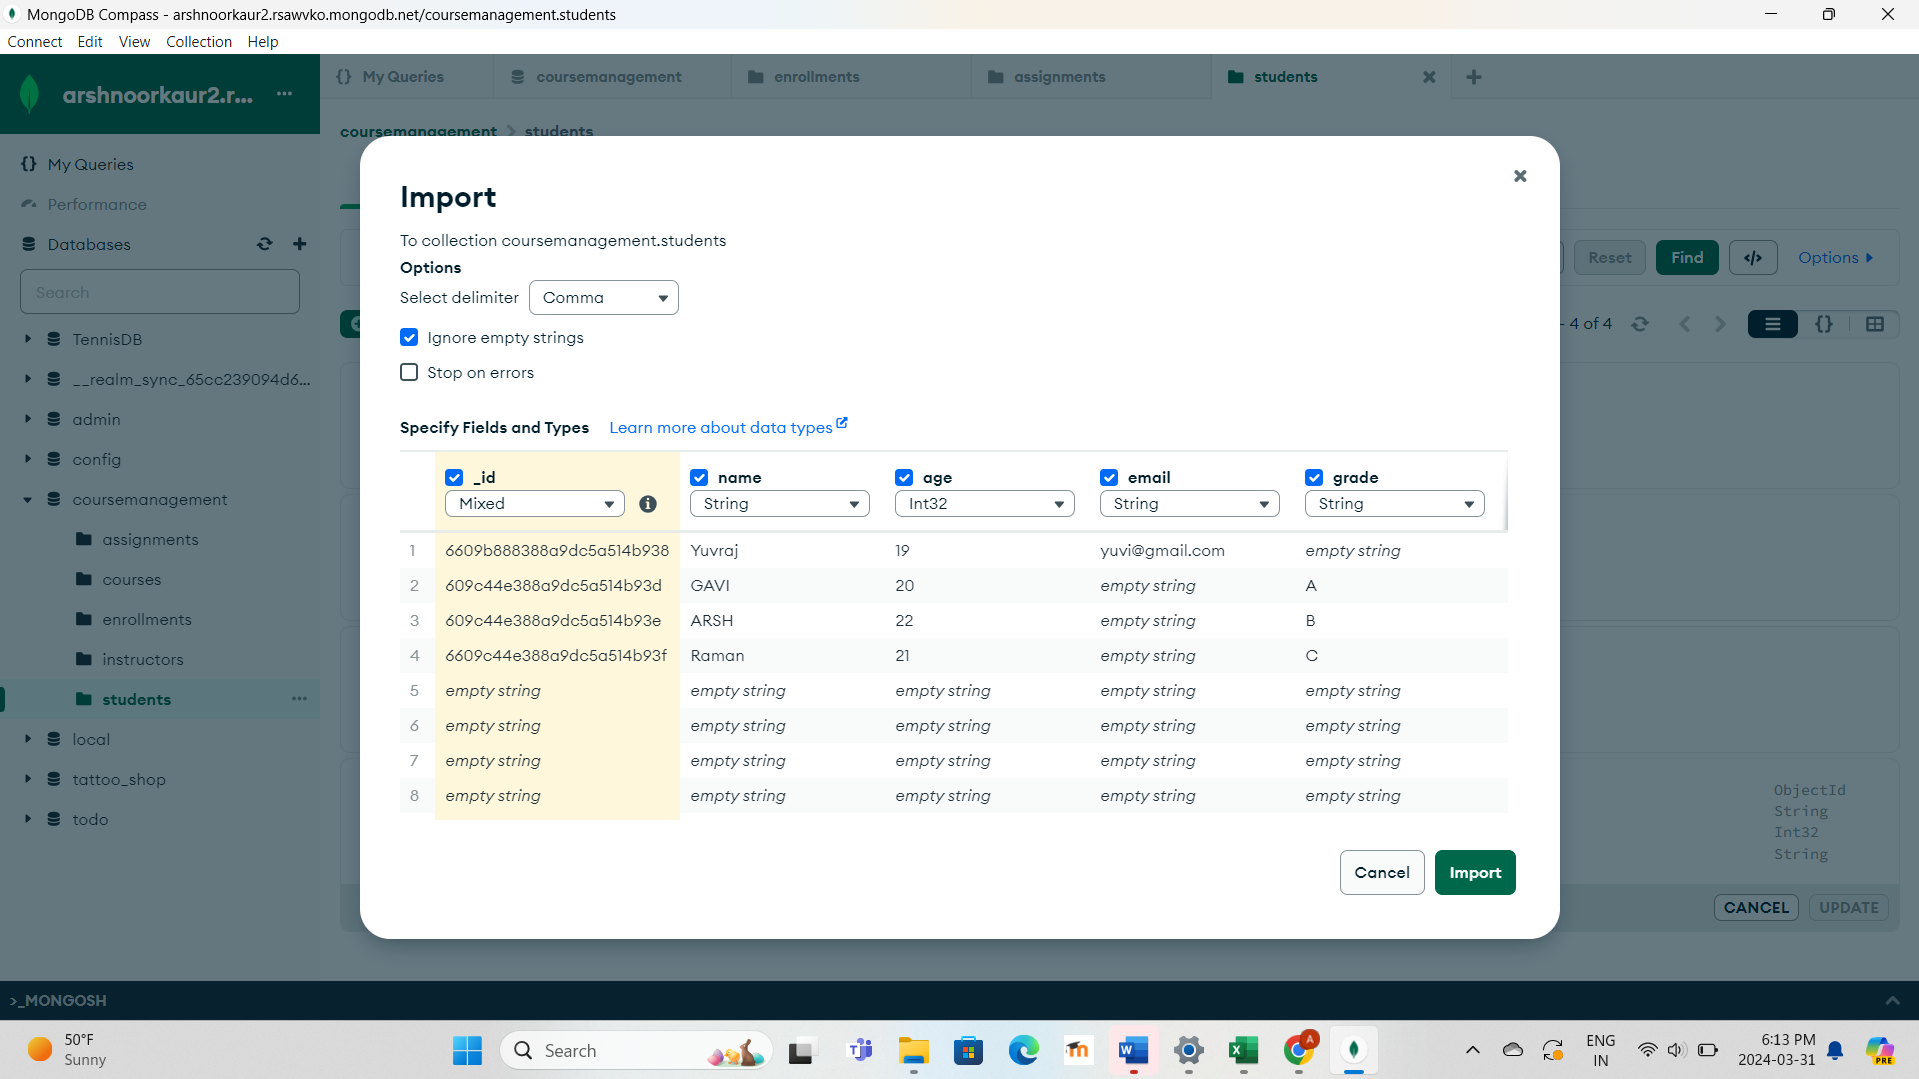 MongoDB Compass - arshnoorkaur2.rsawvko.mongodb.net/coursemanagement.students
Connect Edit View Collection Help
arshnoorkaur2.r... ...
{} My Queries
Performance
Databases
Search
TennisDB
__realm_sync_65cc239094d6...
admin
config
coursemanagement
assignments
courses
enrollments
instructors
students ...
local
tattoo_shop
todo
{} My Queries coursemanagement enrollments assignments students
coursemanagement > students
Reset Find </> Options
- 4 of 4 {}
ObjectId
String
Int32
String
CANCEL UPDATE
Import
To collection coursemanagement.students
Options
Select delimiter Comma
Ignore empty strings
Stop on errors
Specify Fields and Types Learn more about data types
_id name age email grade
Mixed String Int32 String String
1 6609b888388a9dc5a514b938 Yuvraj 19 yuvi@gmail.com empty string
2 609c44e388a9dc5a514b93d GAVI 20 empty string A
3 609c44e388a9dc5a514b93e ARSH 22 empty string B
4 6609c44e388a9dc5a514b93f Raman 21 empty string C
5 empty string empty string empty string empty string empty string
6 empty string empty string empty string empty string empty string
7 empty string empty string empty string empty string empty string
8 empty string empty string empty string empty string empty string
Cancel Import
>_MONGOSH
50°F
Sunny
Search
ENG
IN
6:13 PM
2024-03-31
PRE